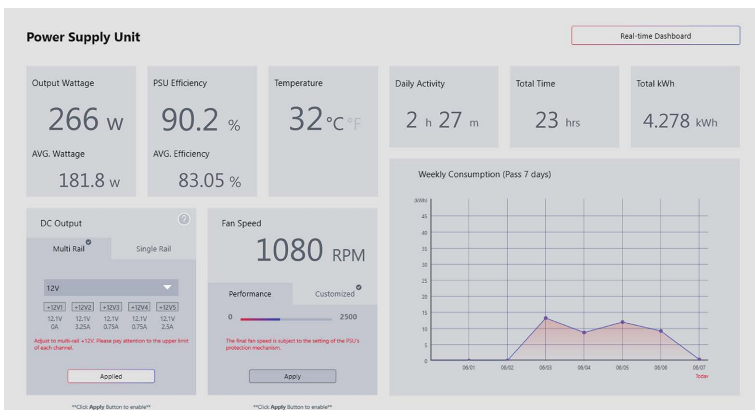 Power Supply Unit
Real-time Dashboard
Output Wattage
266 W
AVG. Wattage
181.8 W
PSU Efficiency
90.2 %
AVG. Efficiency
83.05 %
Temperature
32 °C °F
Daily Activity
2 h 27 m
Total Time
23 hrs
Total kWh
4.278 kWh
DC Output ?
Multi Rail Single Rail
12V
+12V1 +12V2 +12V3 +12V4 +12V5
12.1V 12.1V 12.1V 12.1V 12.1V
0A 3.25A 0.75A 0.75A 2.5A
Adjust to multi-rail +12V. Please pay attention to the upper limit
of each channel.
Applied
**Click Apply Button to enable**
Fan Speed
1080 RPM
Performance Customized
0 2500
The final fan speed is subject to the setting of the PSU's
protection mechanism.
Apply
**Click Apply Button to enable**
Weekly Consumption (Pass 7 days)
(kWh)
45
40
35
30
25
20
15
10
5
0
08/01 08/02 08/03 08/04 08/05 08/06 08/07
Today